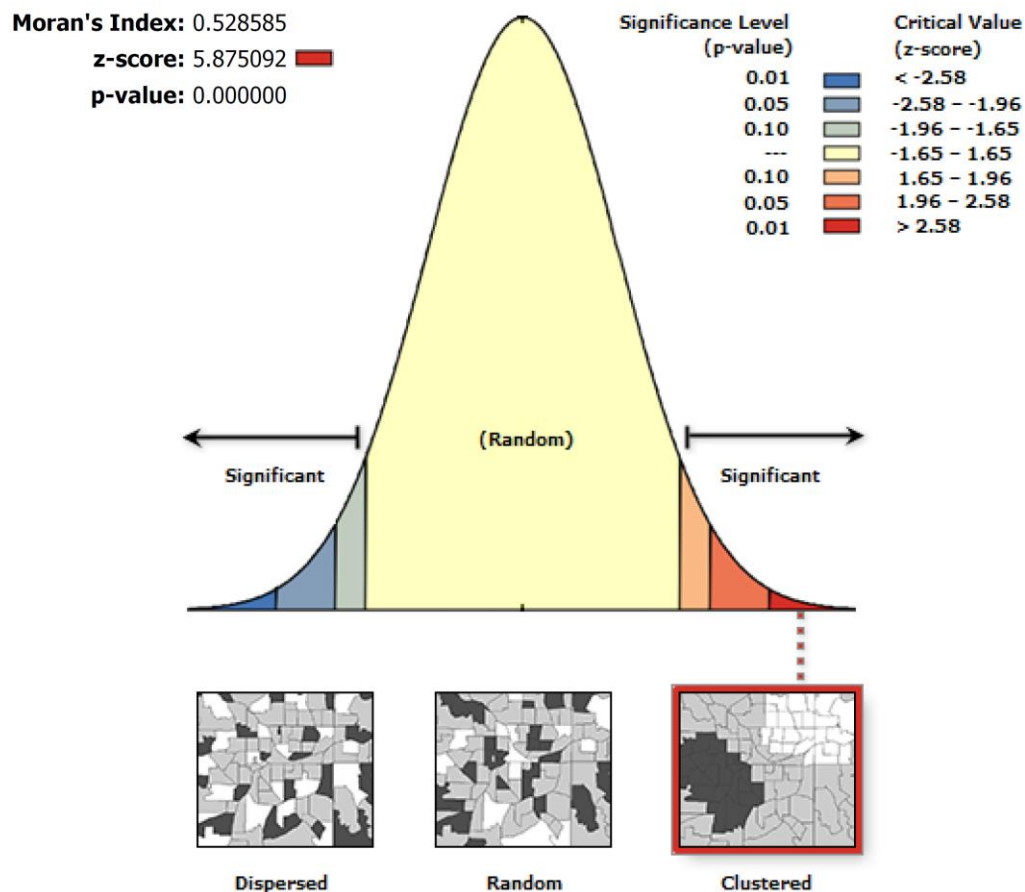 Moran's Index: 0.528585
z-score: 5.875092
p-value: 0.000000
Significance Level
(p-value)
Critical Value
(z-score)
0.01 < -2.58
0.05 -2.58 – -1.96
0.10 -1.96 – -1.65
--- -1.65 – 1.65
0.10 1.65 – 1.96
0.05 1.96 – 2.58
0.01 > 2.58
(Random)
Significant
Significant
Dispersed
Random
Clustered